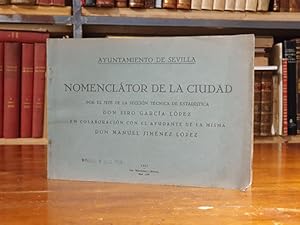 AYUNTAMIENTO DE SEVILLA
NOMENCLÁTOR DE LA CIUDAD
POR EL JEFE DE LA SECCIÓN TÉCNICA DE ESTADÍSTICA
DON SIRO GARCÍA LÓPEZ
EN COLABORACIÓN CON EL AYUDANTE DE LA MISMA
DON MANUEL JIMÉNEZ LÓPEZ